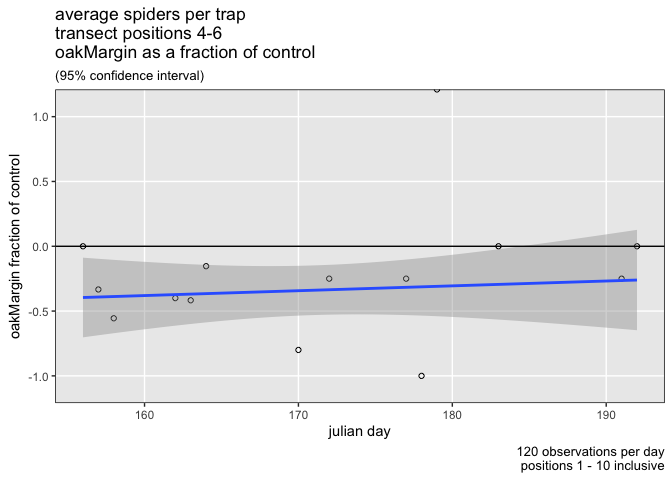 average spiders per trap
transect positions 4-6
oakMargin as a fraction of control
(95% confidence interval)
oakMargin fraction of control
1.0
0.5
0.0
-0.5
-1.0
160
170
180
190
julian day
120 observations per day
positions 1 - 10 inclusive